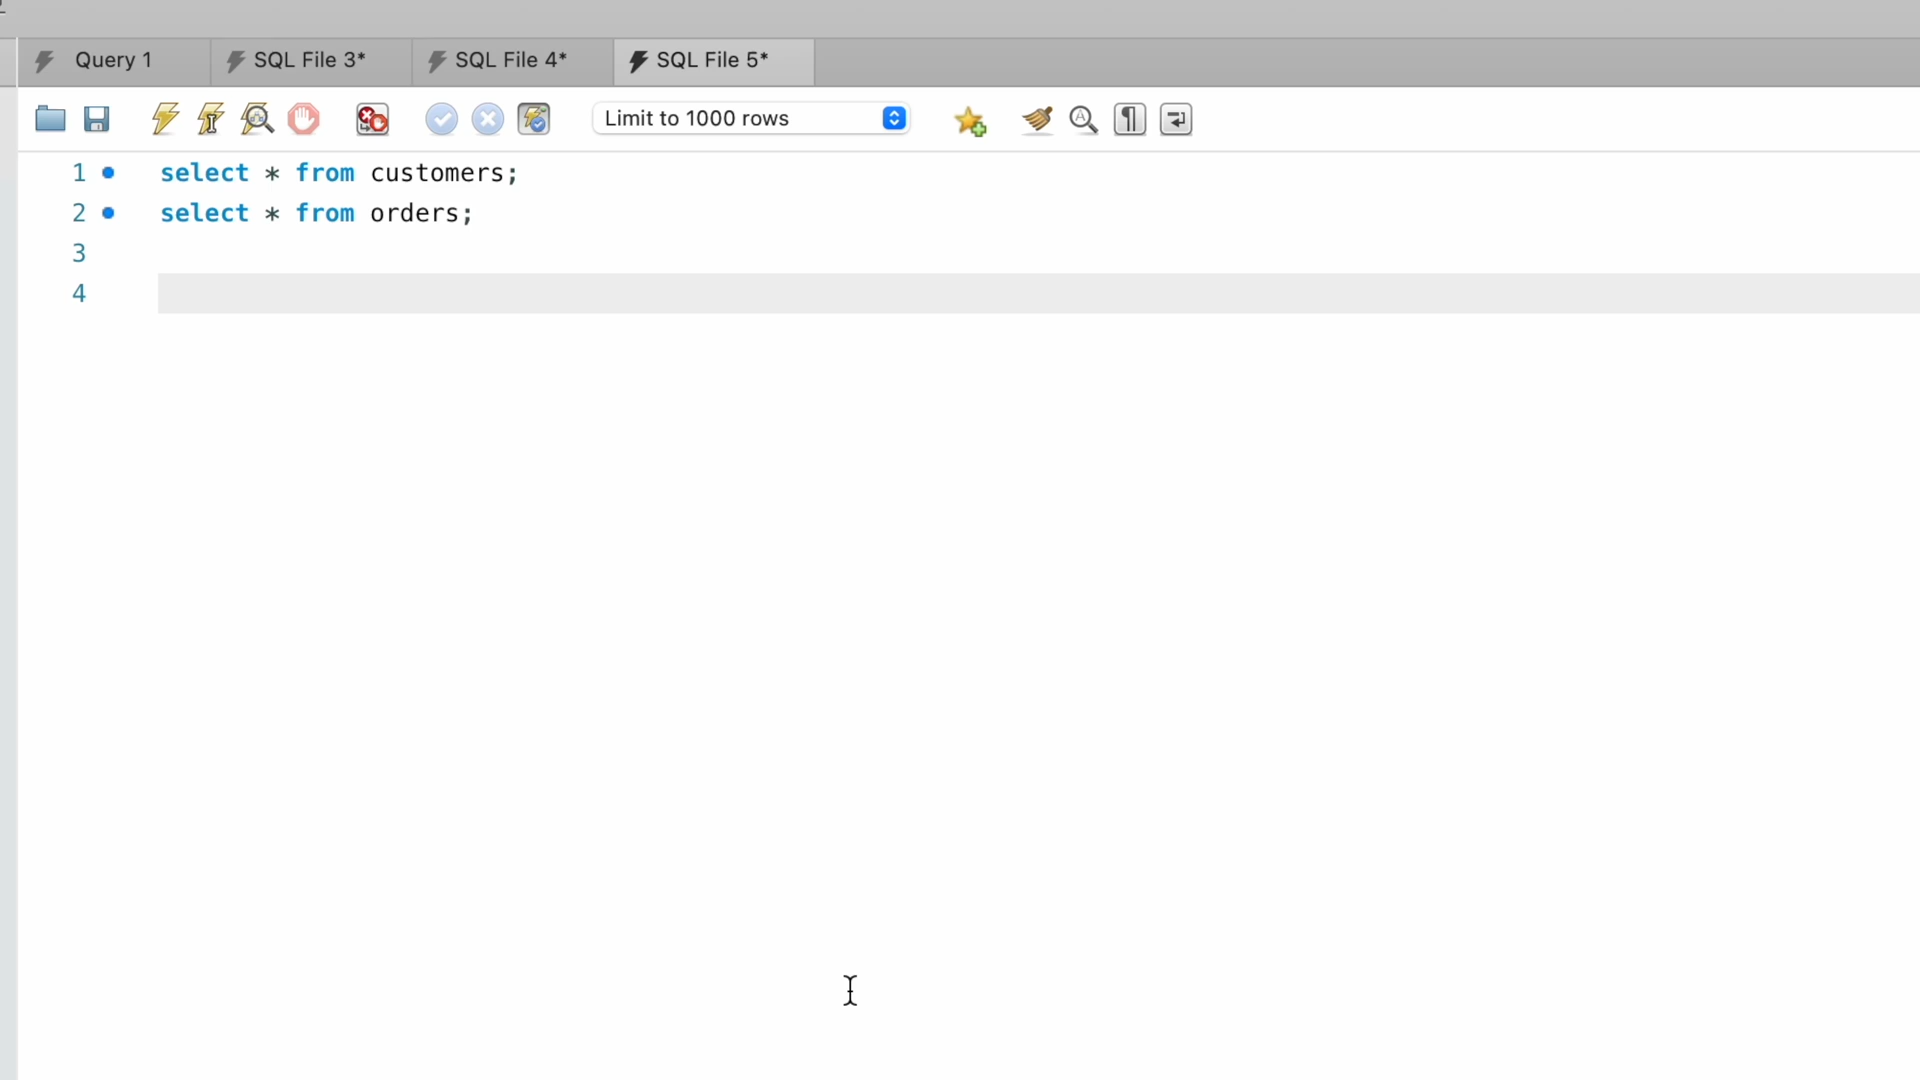 Query 1 SQL File 3* SQL File 4* SQL File 5*
Limit to 1000 rows
1 select * from customers;
2 select * from orders;
3
4